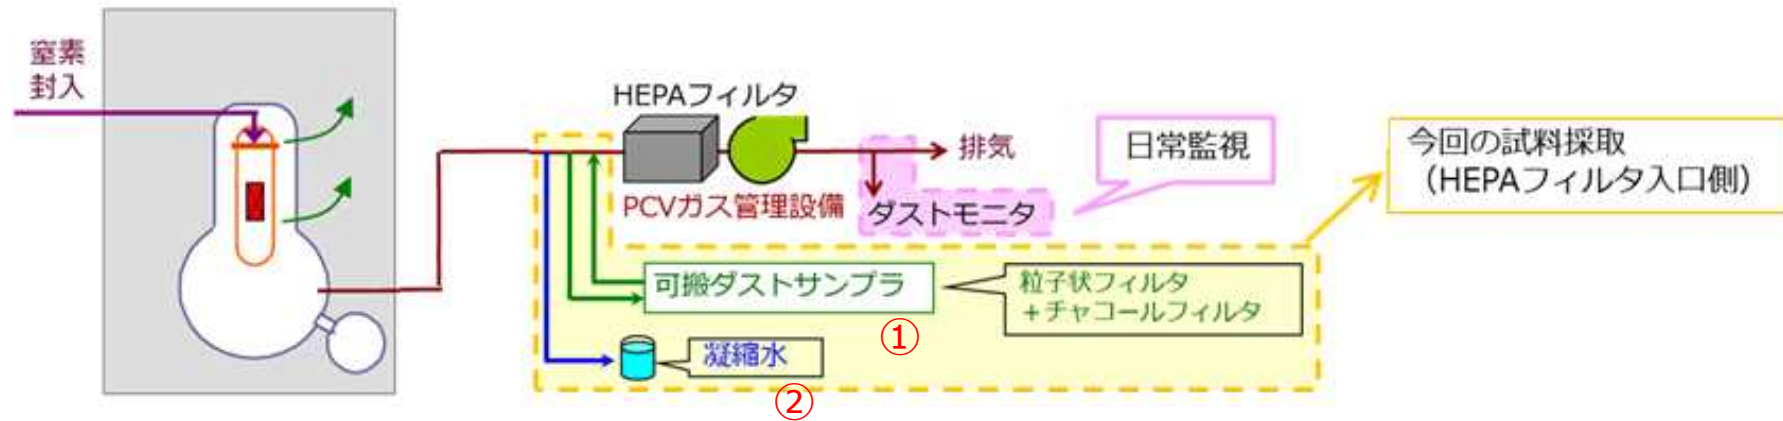 窒素
封入
HEPAフィルタ
排気
日常監視
今回の試料採取
（HEPAフィルタ入口側）
PCVガス管理設備
ダストモニタ
可搬ダストサンプラ
粒子状フィルタ
＋チャコールフィルタ
①
凝縮水
②